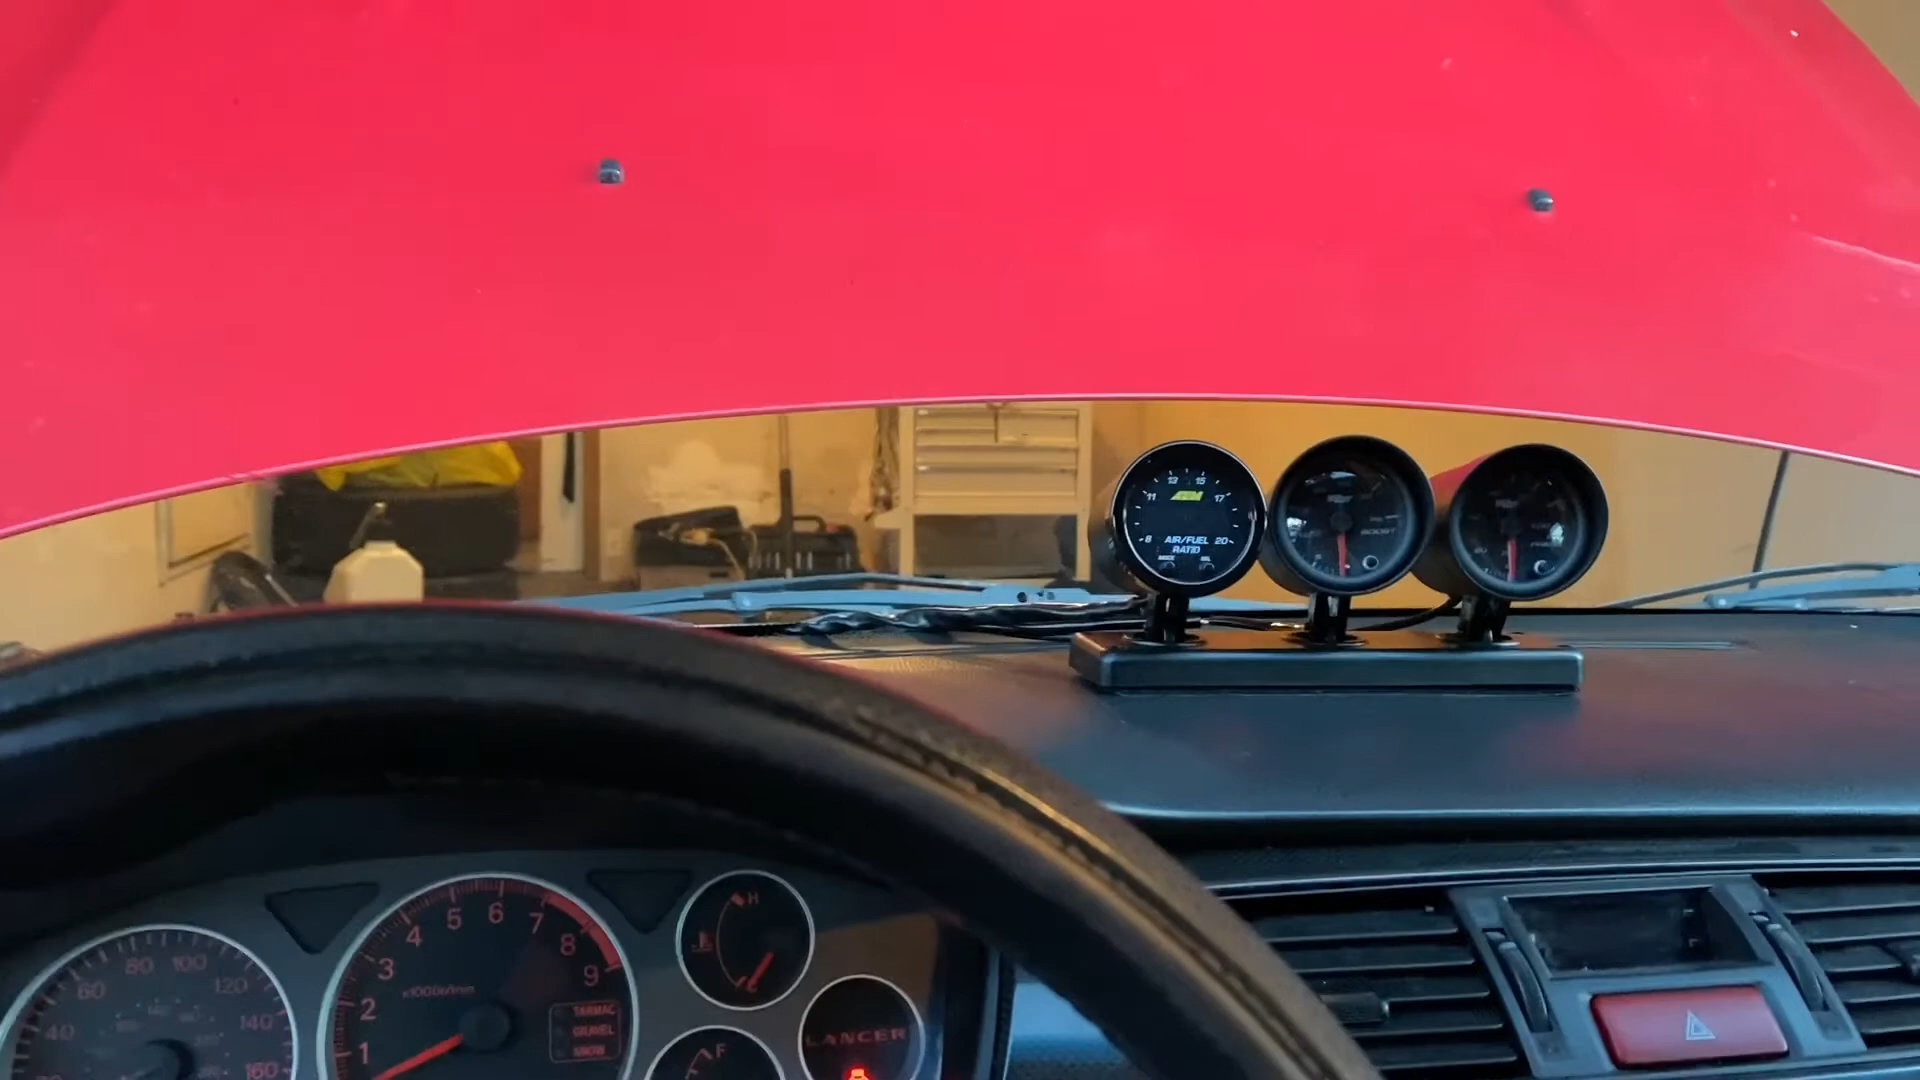 13 15
11 17
AEM
8 AIR/FUEL 20
RATIO
BOOST
80 100
60 120
40 140
160
5 6
4 7
3 8
2 9
1
x1000r/min
TARMAC
GRAVEL
SNOW
H
C
F
LANCER